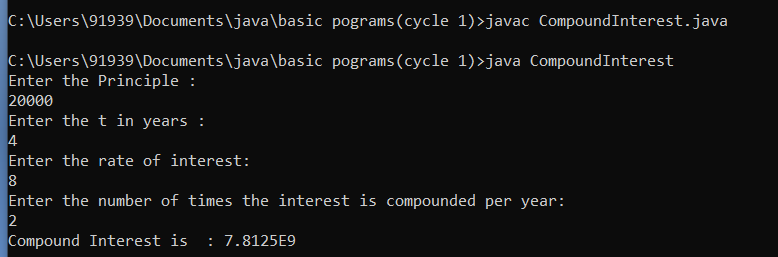 C:\Users\91939\Documents\java\basic pograms(cycle 1)>javac CompoundInterest.java
C:\Users\91939\Documents\java\basic pograms(cycle 1)>java CompoundInterest
Enter the Principle :
20000
Enter the t in years :
4
Enter the rate of interest:
8
Enter the number of times the interest is compounded per year:
2
Compound Interest is  : 7.8125E9